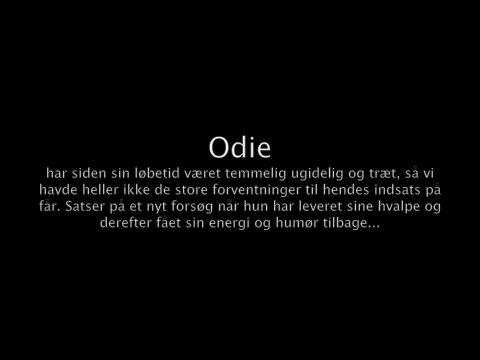 Odie
har siden sin løbetid været temmelig ugidelig og træt, så vi
havde heller ikke de store forventninger til hendes indsats på
får. Satser på et nyt forsøg når hun har leveret sine hvalpe og
derefter fået sin energi og humør tilbage...